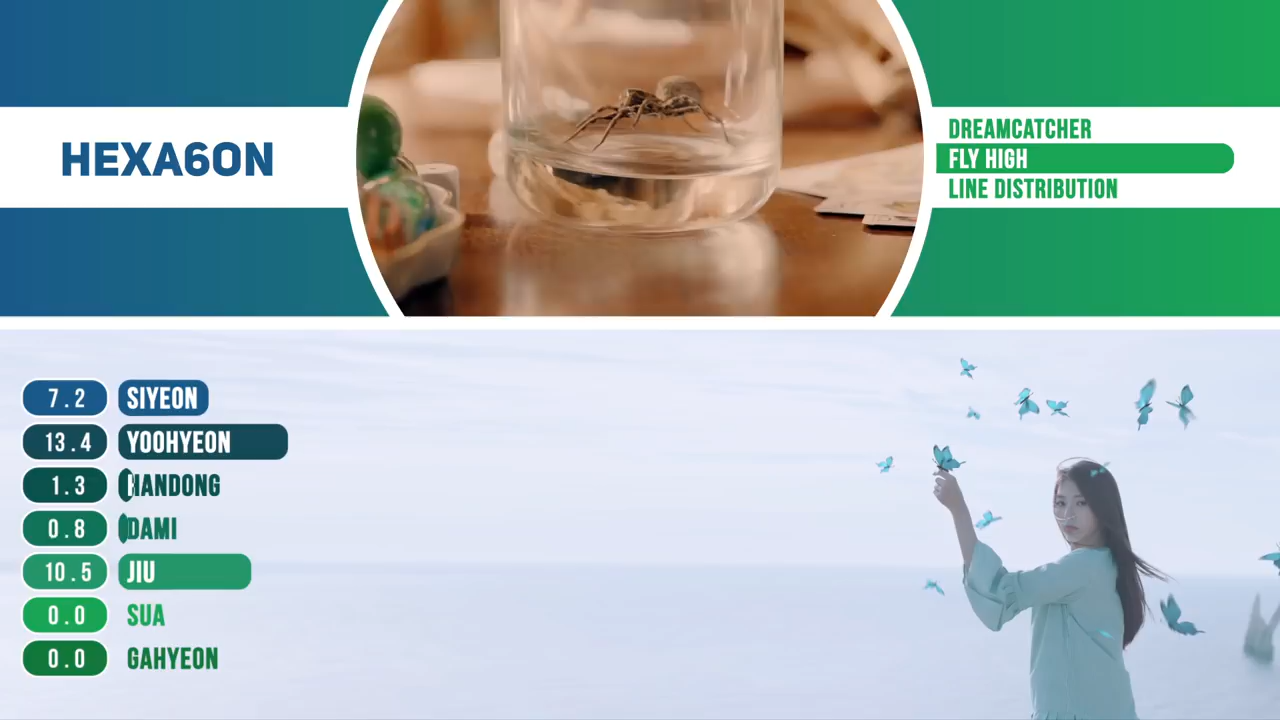 HEXA6ON
DREAMCATCHER
FLY HIGH
LINE DISTRIBUTION
7.2 SIYEON
13.4 YOOHYEON
1.3 HANDONG
0.8 DAMI
10.5 JIU
0.0 SUA
0.0 GAHYEON